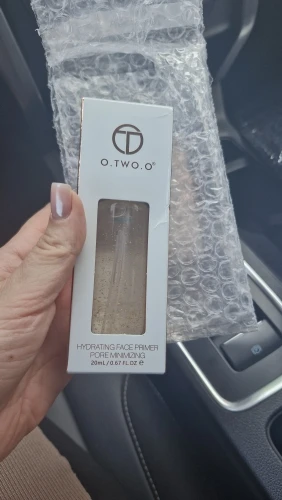 O.TWO.O®
HYDRATING FACE PRIMER
PORE MINIMIZING
20mL / 0.67 FL.OZ ℮